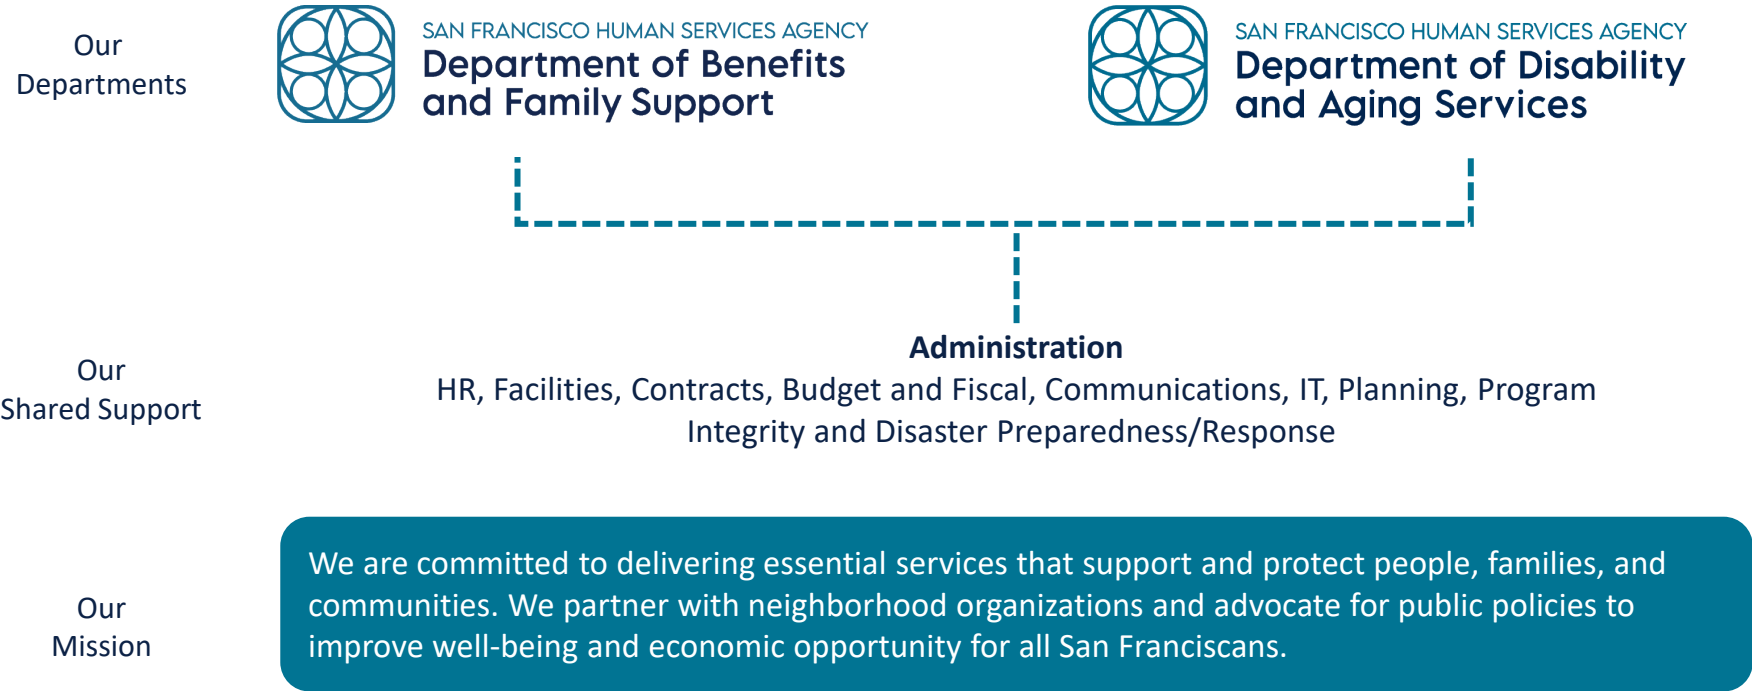 Our
Departments
SAN FRANCISCO HUMAN SERVICES AGENCY
Department of Benefits
and Family Support
SAN FRANCISCO HUMAN SERVICES AGENCY
Department of Disability
and Aging Services
Our
Shared Support
Administration
HR, Facilities, Contracts, Budget and Fiscal, Communications, IT, Planning, Program
Integrity and Disaster Preparedness/Response
Our
Mission
We are committed to delivering essential services that support and protect people, families, and
communities. We partner with neighborhood organizations and advocate for public policies to
improve well-being and economic opportunity for all San Franciscans.